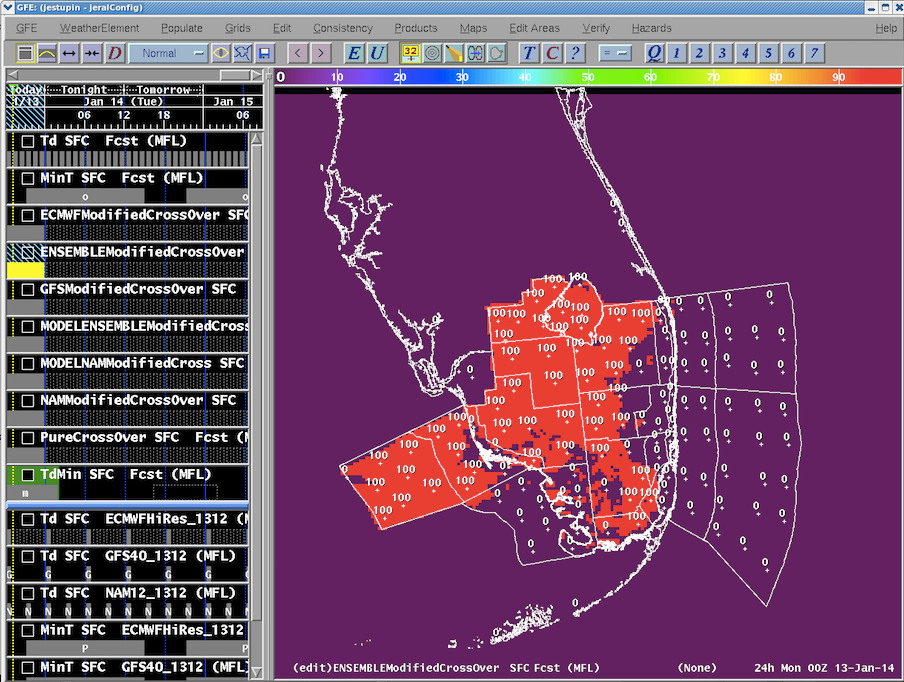 GFE: (jestupin - jeralConfig)
GFE WeatherElement Populate Grids Edit Consistency Products Maps Edit Areas Verify Hazards Help
D Normal < > E U 32 T C ? = Q 1 2 3 4 5 6 7
0 10 20 30 40 50 60 70 80 90
Today Tonight Tomorrow
1/13 Jan 14 (Tue) Jan 15
06 12 18 06
Td SFC Fcst (MFL)
MinT SFC Fcst (MFL)
ECMWFModifiedCrossOver SFC
ENSEMBLEModifiedCrossOver
GFSModifiedCrossOver SFC
MODELENSEMBLEModifiedCross
MODELNAMModifiedCross SFC
NAMModifiedCrossOver SFC
PureCrossOver SFC Fcst (M
TdMin SFC Fcst (MFL)
Td SFC ECMWFHiRes_1312 (M
Td SFC GFS40_1312 (MFL)
G G G G G G
Td SFC NAM12_1312 (MFL)
N N N N N N N N N N N N
MinT SFC ECMWFHiRes_1312
P P
MinT SFC GFS40_1312 (MFL)
(edit)ENSEMBLEModifiedCrossOver SFC Fcst (MFL) (None) 24h Mon 00Z 13-Jan-14